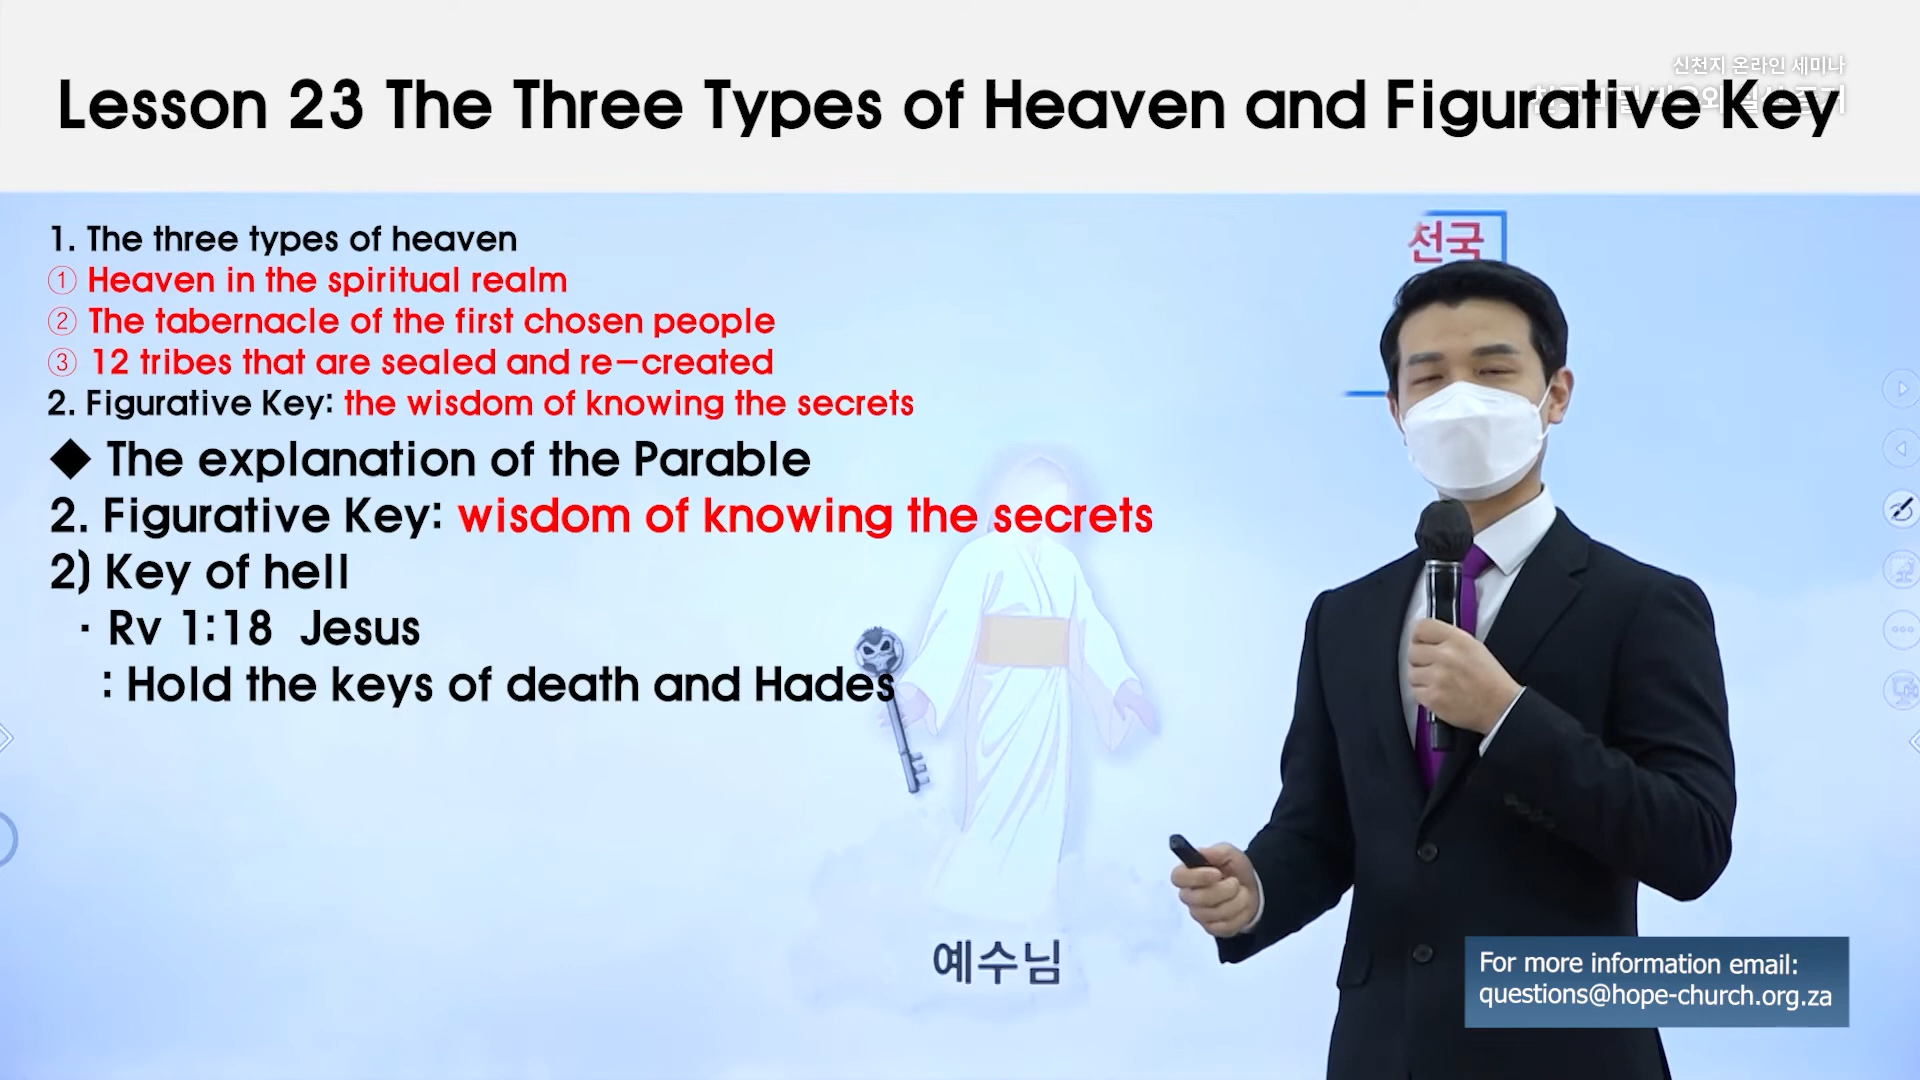 신천지 온라인 세미나
Lesson 23 The Three Types of Heaven and Figurative Key
1. The three types of heaven
① Heaven in the spiritual realm
② The tabernacle of the first chosen people
③ 12 tribes that are sealed and re-created
2. Figurative Key: the wisdom of knowing the secrets
◆ The explanation of the Parable
2. Figurative Key: wisdom of knowing the secrets
2) Key of hell
· Rv 1:18 Jesus
: Hold the keys of death and Hades
천국
예수님
For more information email:
questions@hope-church.org.za